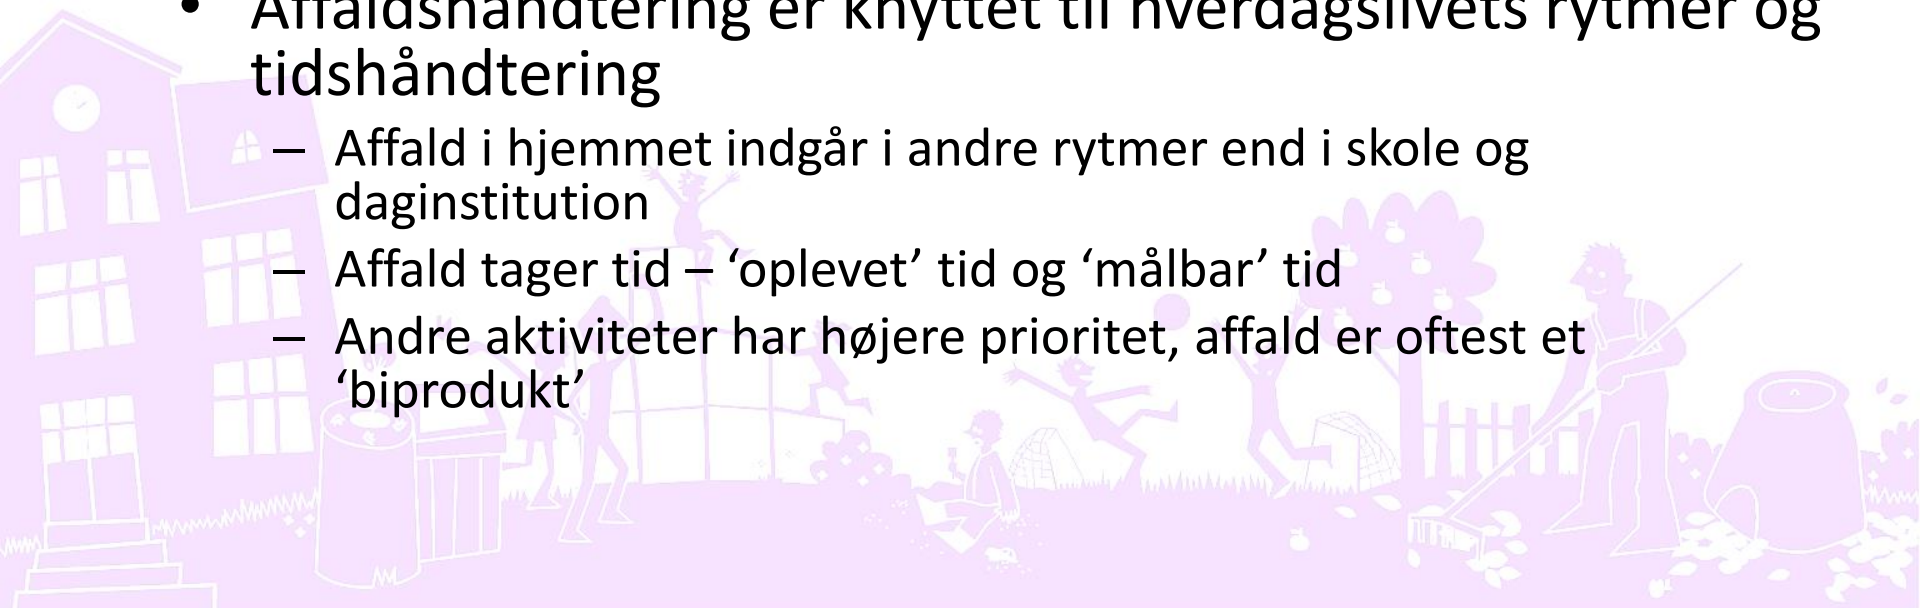 • Affaldshåndtering er knyttet til hverdagslivets rytmer og
tidshåndtering
– Affald i hjemmet indgår i andre rytmer end i skole og
daginstitution
– Affald tager tid – ‘oplevet’ tid og ‘målbar’ tid
– Andre aktiviteter har højere prioritet, affald er oftest et
‘biprodukt’